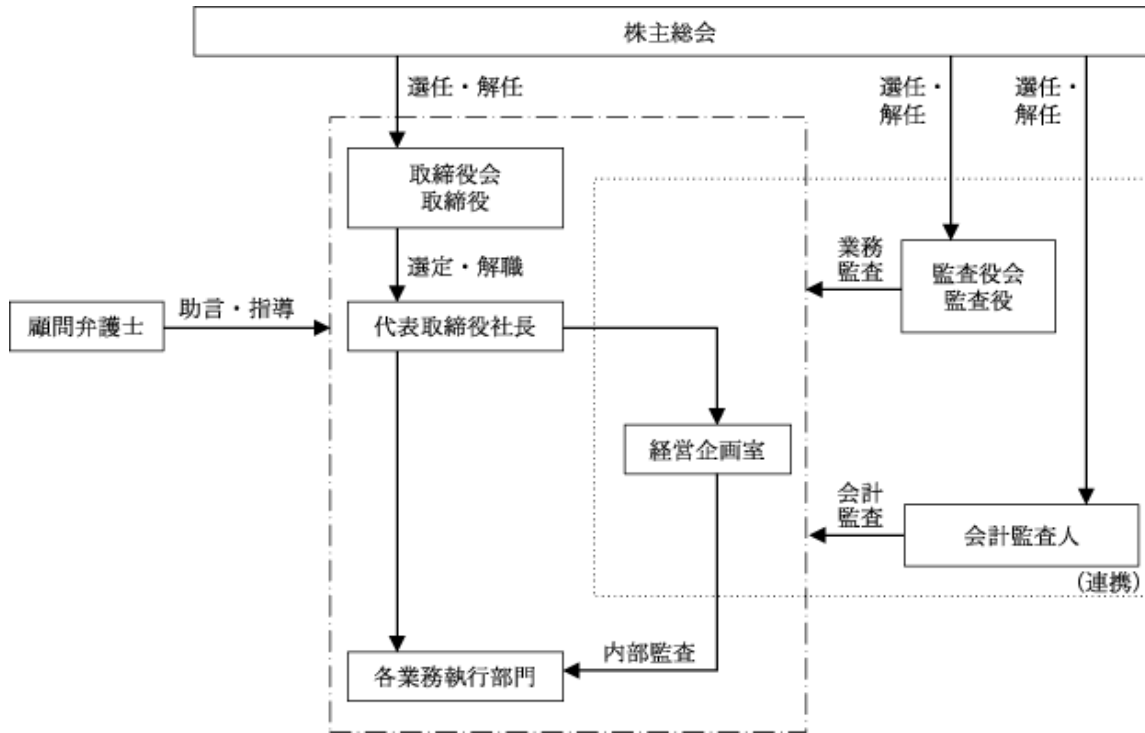 株主総会
選任・解任
選任・
解任
選任・
解任
取締役会
取締役
業務
監査
監査役会
監査役
選定・解職
顧問弁護士
助言・指導
代表取締役社長
経営企画室
会計
監査
会計監査人
(連携)
内部監査
各業務執行部門